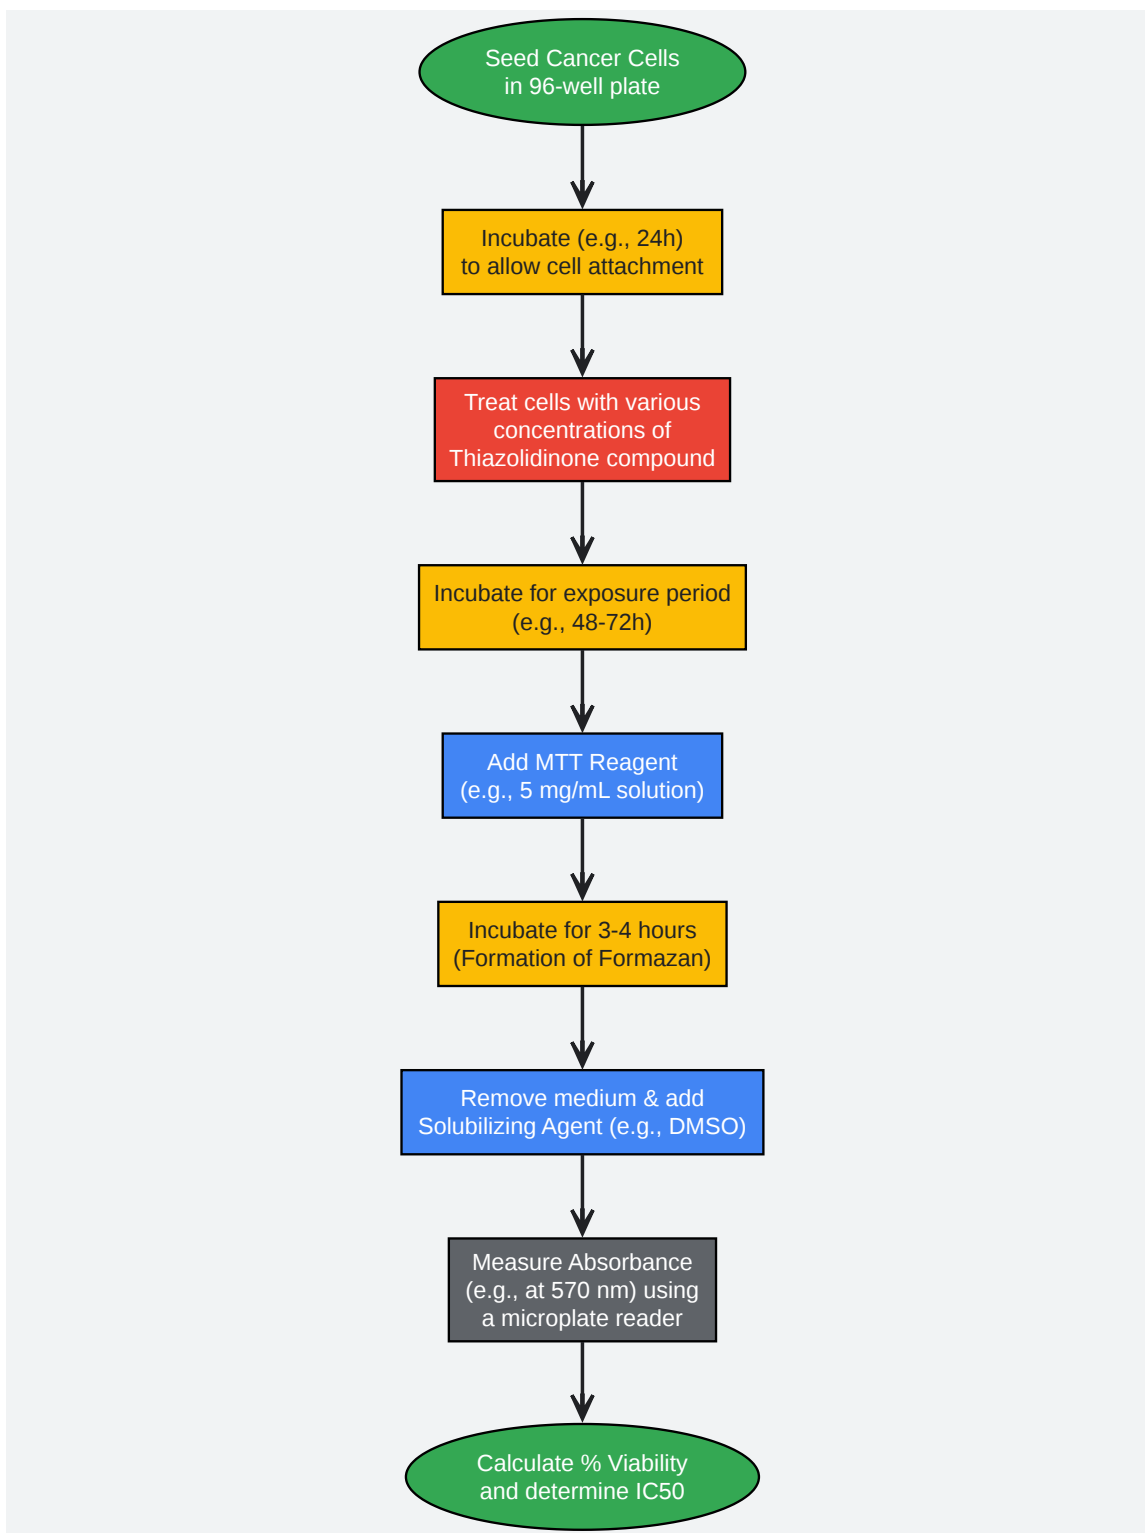 Seed Cancer Cells
in 96-well plate
Incubate (e.g., 24h)
to allow cell attachment
Treat cells with various
concentrations of
Thiazolidinone compound
Incubate for exposure period
(e.g., 48-72h)
Add MTT Reagent
(e.g., 5 mg/mL solution)
Incubate for 3-4 hours
(Formation of Formazan)
Remove medium & add
Solubilizing Agent (e.g., DMSO)
Measure Absorbance
(e.g., at 570 nm) using
a microplate reader
Calculate % Viability
and determine IC50